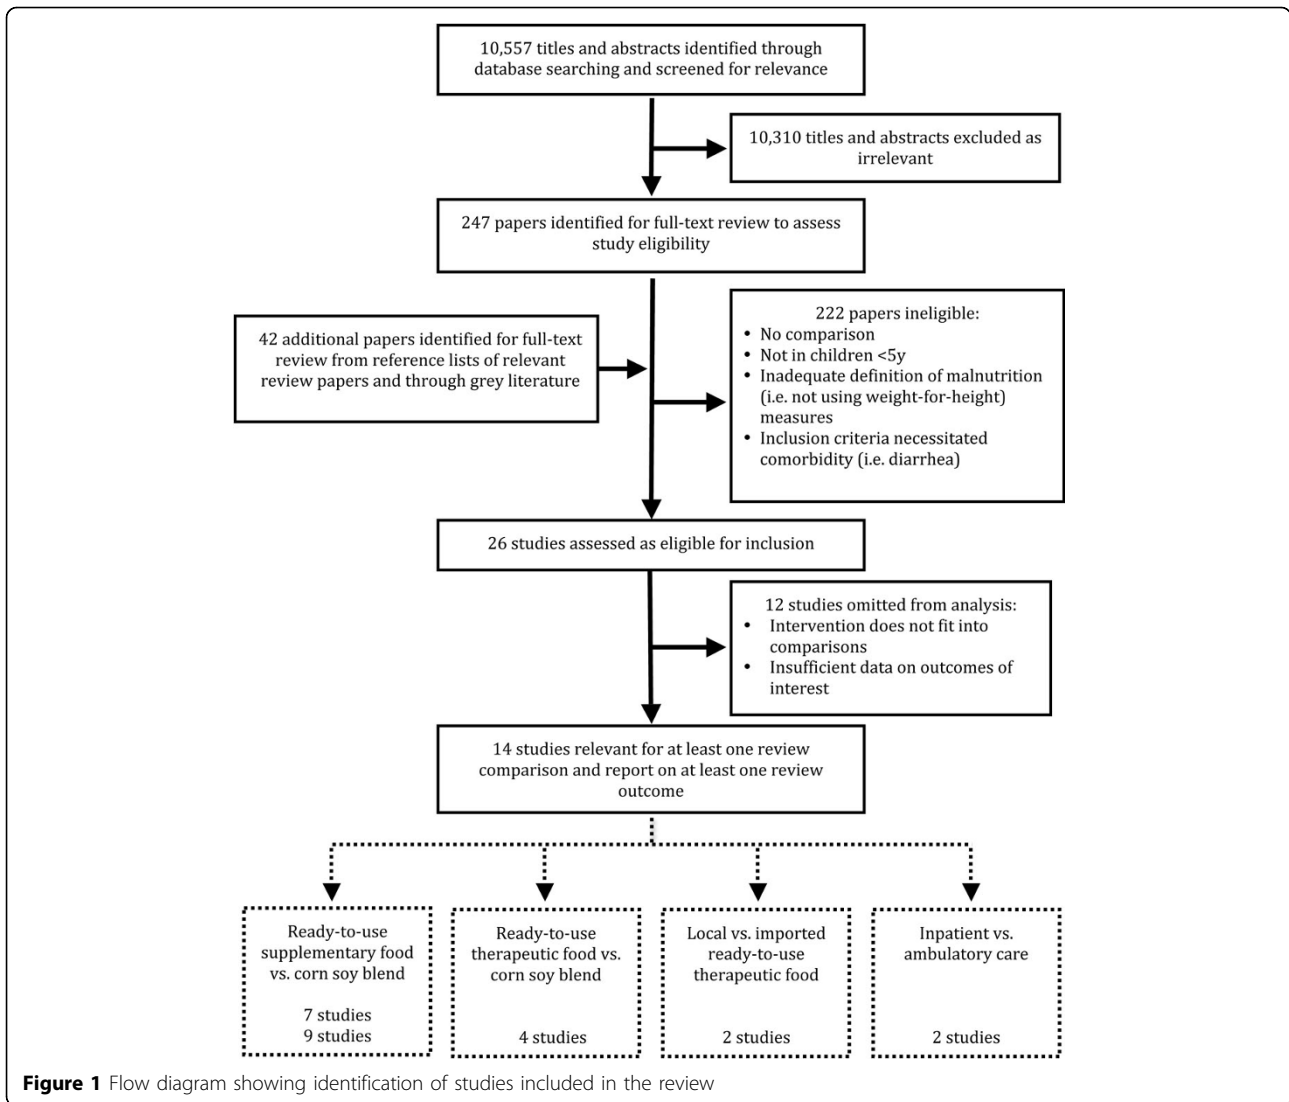 10,557 titles and abstracts identified through
database searching and screened for relevance
10,310 titles and abstracts excluded as
irrelevant
247 papers identified for full-text review to assess
study eligibility
42 additional papers identified for full-text
review from reference lists of relevant
review papers and through grey literature
222 papers ineligible:
• No comparison
• Not in children <5y
• Inadequate definition of malnutrition
(i.e. not using weight-for-height)
measures
• Inclusion criteria necessitated
comorbidity (i.e. diarrhea)
26 studies assessed as eligible for inclusion
12 studies omitted from analysis:
• Intervention does not fit into
comparisons
• Insufficient data on outcomes of
interest
14 studies relevant for at least one review
comparison and report on at least one review
outcome
Ready-to-use
supplementary food
vs. corn soy blend
7 studies
9 studies
Ready-to-use
therapeutic food vs.
corn soy blend
4 studies
Local vs. imported
ready-to-use
therapeutic food
2 studies
Inpatient vs.
ambulatory care
2 studies
Figure 1 Flow diagram showing identification of studies included in the review